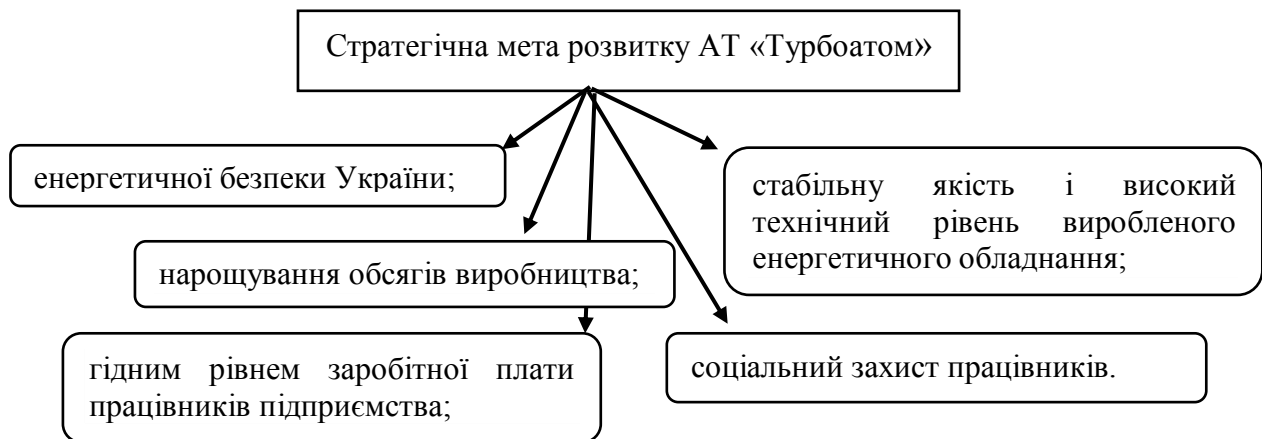 Стратегічна мета розвитку АТ «Турбоатом»
енергетичної безпеки України;
стабільну якість і високий
технічний рівень виробленого
енергетичного обладнання;
нарощування обсягів виробництва;
гідним рівнем заробітної плати
працівників підприємства;
соціальний захист працівників.